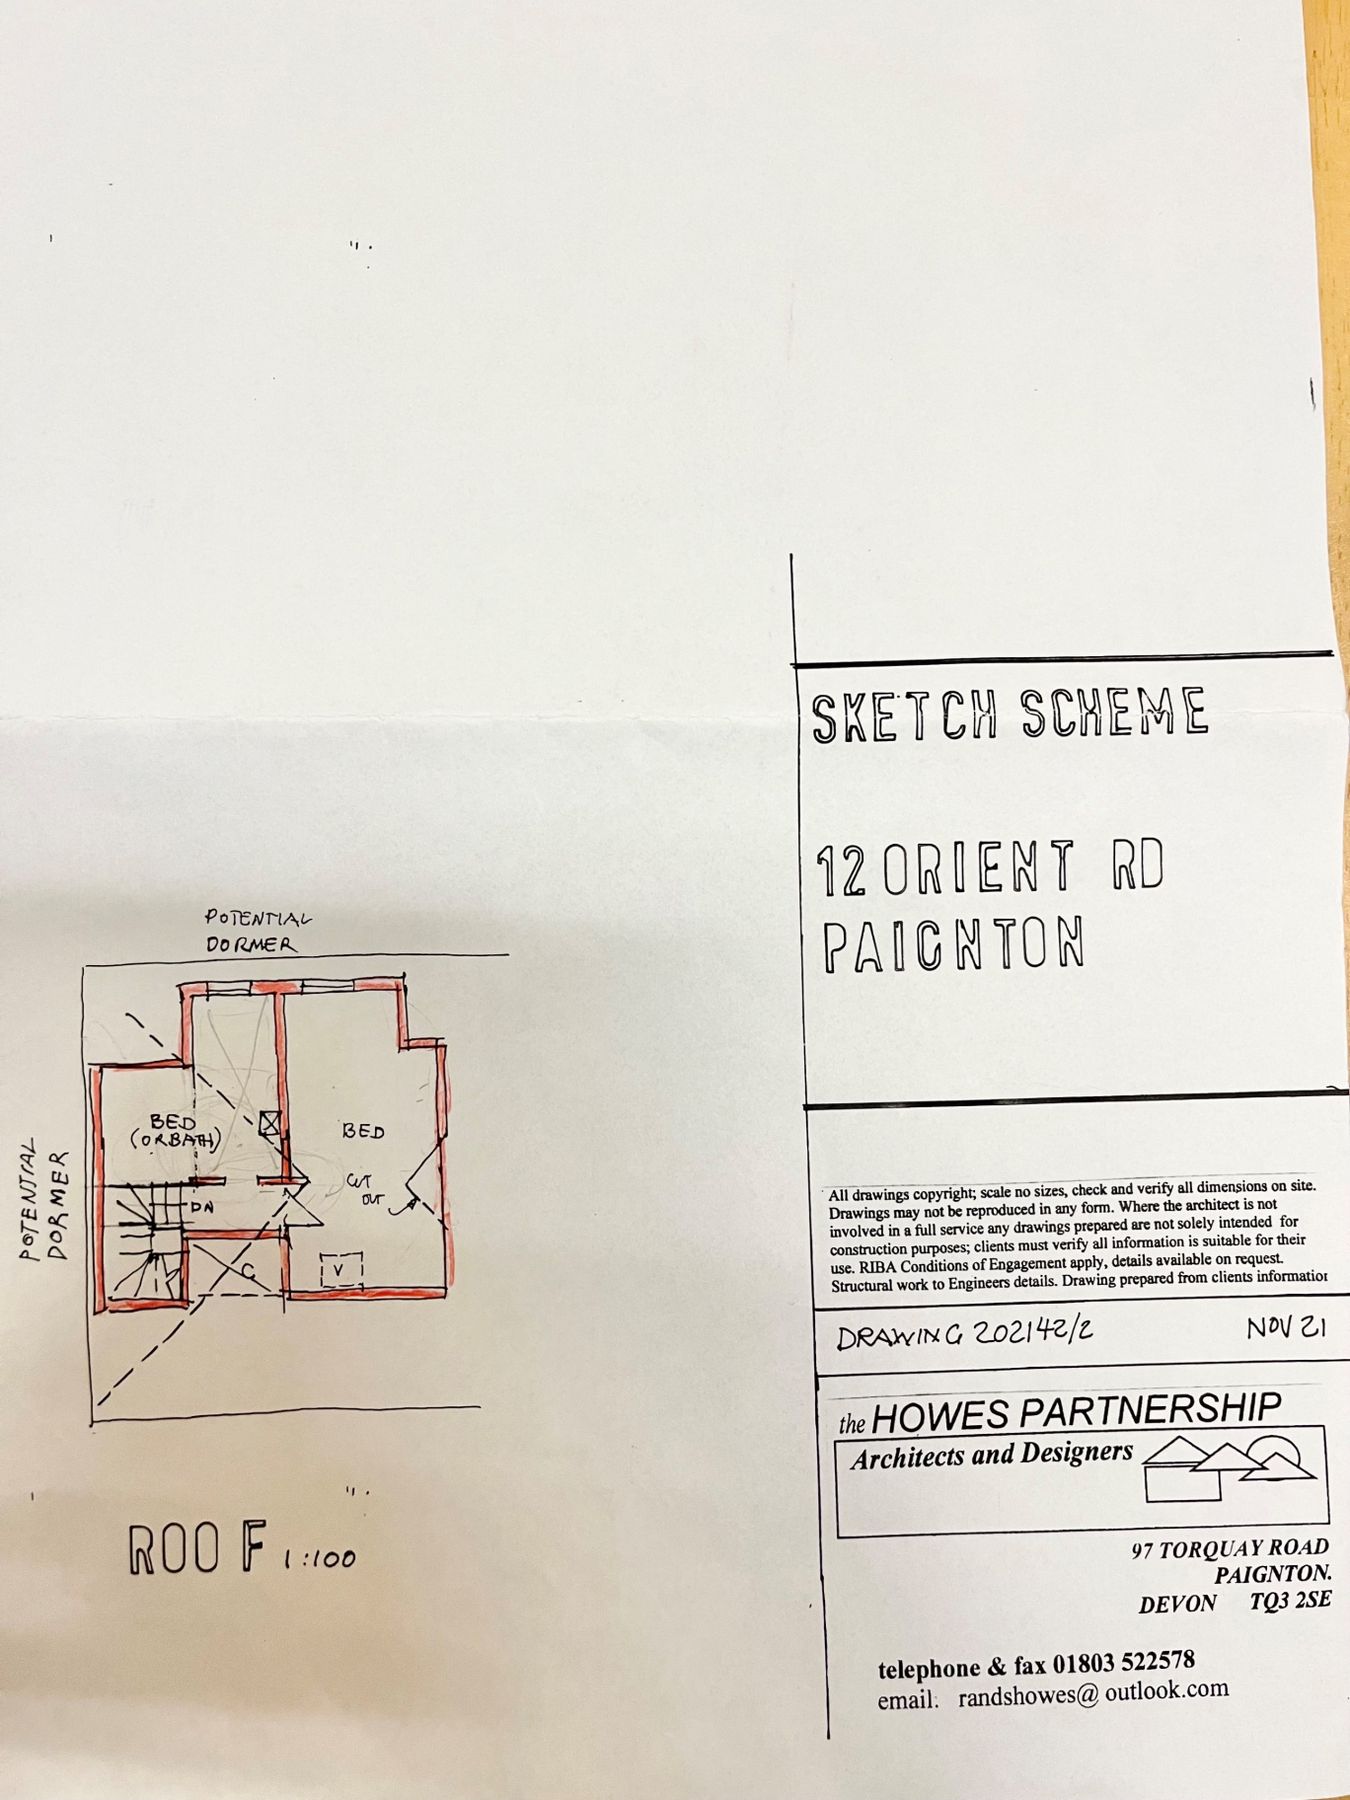 POTENTIAL
DORMER
POTENTIAL
DORMER
BED
(OR BATH)
BED
CUT
OUT
DN
C
V
ROOF 1:100
SKETCH SCHEME
12 ORIENT RD
PAIGNTON
All drawings copyright; scale no sizes, check and verify all dimensions on site.
Drawings may not be reproduced in any form. Where the architect is not
involved in a full service any drawings prepared are not solely intended for
construction purposes; clients must verify all information is suitable for their
use. RIBA Conditions of Engagement apply, details available on request.
Structural work to Engineers details. Drawing prepared from clients information
DRAWING 202142/2 NOV 21
the HOWES PARTNERSHIP
Architects and Designers
97 TORQUAY ROAD
PAIGNTON.
DEVON TQ3 2SE
telephone & fax 01803 522578
email: randshowes@outlook.com